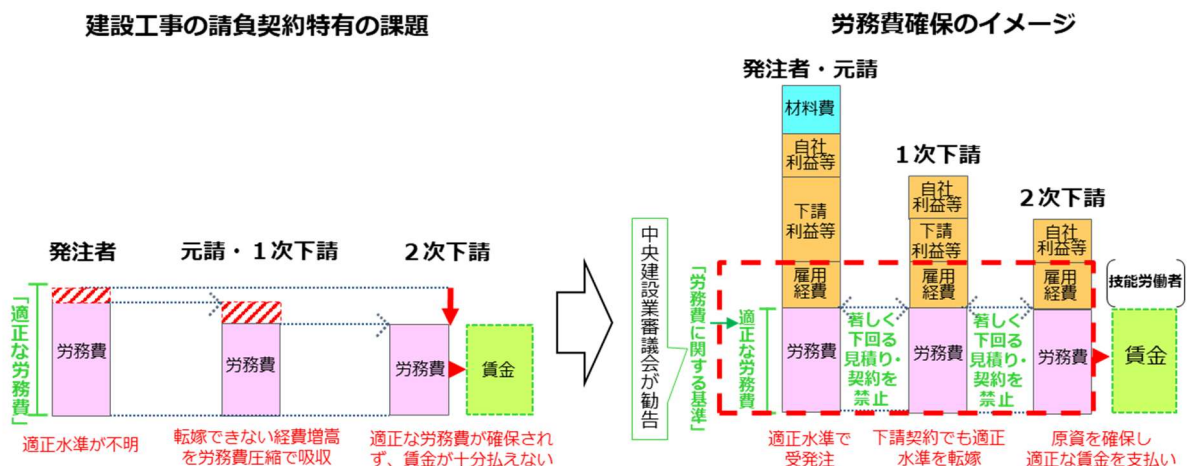 建設工事の請負契約特有の課題
発注者
元請・1次下請
2次下請
「適正な労務費」
労務費
労務費
労務費
賃金
適正水準が不明
転嫁できない経費増嵩
を労務費圧縮で吸収
適正な労務費が確保され
ず、賃金が十分払えない
労務費確保のイメージ
発注者・元請
1次下請
2次下請
中央建設業審議会が勧告
「労務費に関する基準」
適正な労務費
材料費
自社
利益等
下請
利益等
雇用
経費
労務費
著しく
下回る
見積り・
契約を
禁止
自社
利益等
下請
利益等
雇用
経費
労務費
著しく
下回る
見積り・
契約を
禁止
自社
利益等
雇用
経費
労務費
技能労働者
賃金
適正水準で
受発注
下請契約でも適正
水準を転嫁
原資を確保し
適正な賃金を支払い